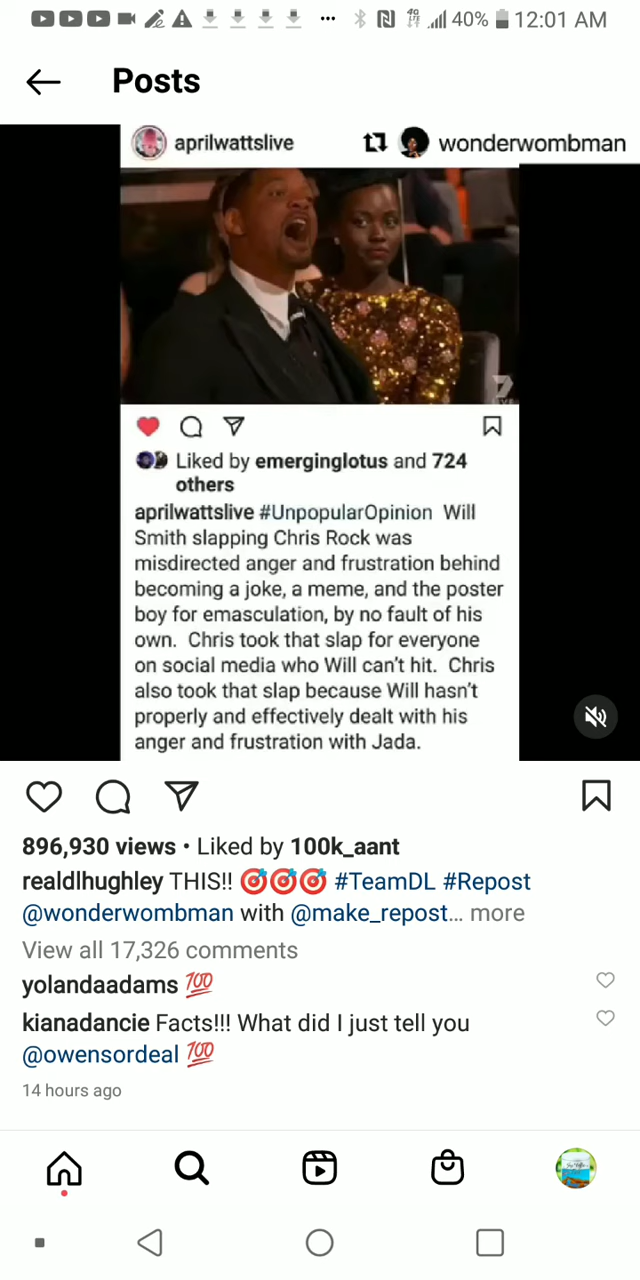 4G
40% 12:01 AM
Posts
aprilwattslive wonderwombman
7
Liked by emerginglotus and 724
others
aprilwattslive #UnpopularOpinion Will
Smith slapping Chris Rock was
misdirected anger and frustration behind
becoming a joke, a meme, and the poster
boy for emasculation, by no fault of his
own. Chris took that slap for everyone
on social media who Will can't hit. Chris
also took that slap because Will hasn't
properly and effectively dealt with his
anger and frustration with Jada.
896,930 views • Liked by 100k_aant
realdlhughley THIS!! 🎯🎯🎯 #TeamDL #Repost
@wonderwombman with @make_repost... more
View all 17,326 comments
yolandaadams 💯
kianadancie Facts!!! What did I just tell you
@owensordeal 💯
14 hours ago